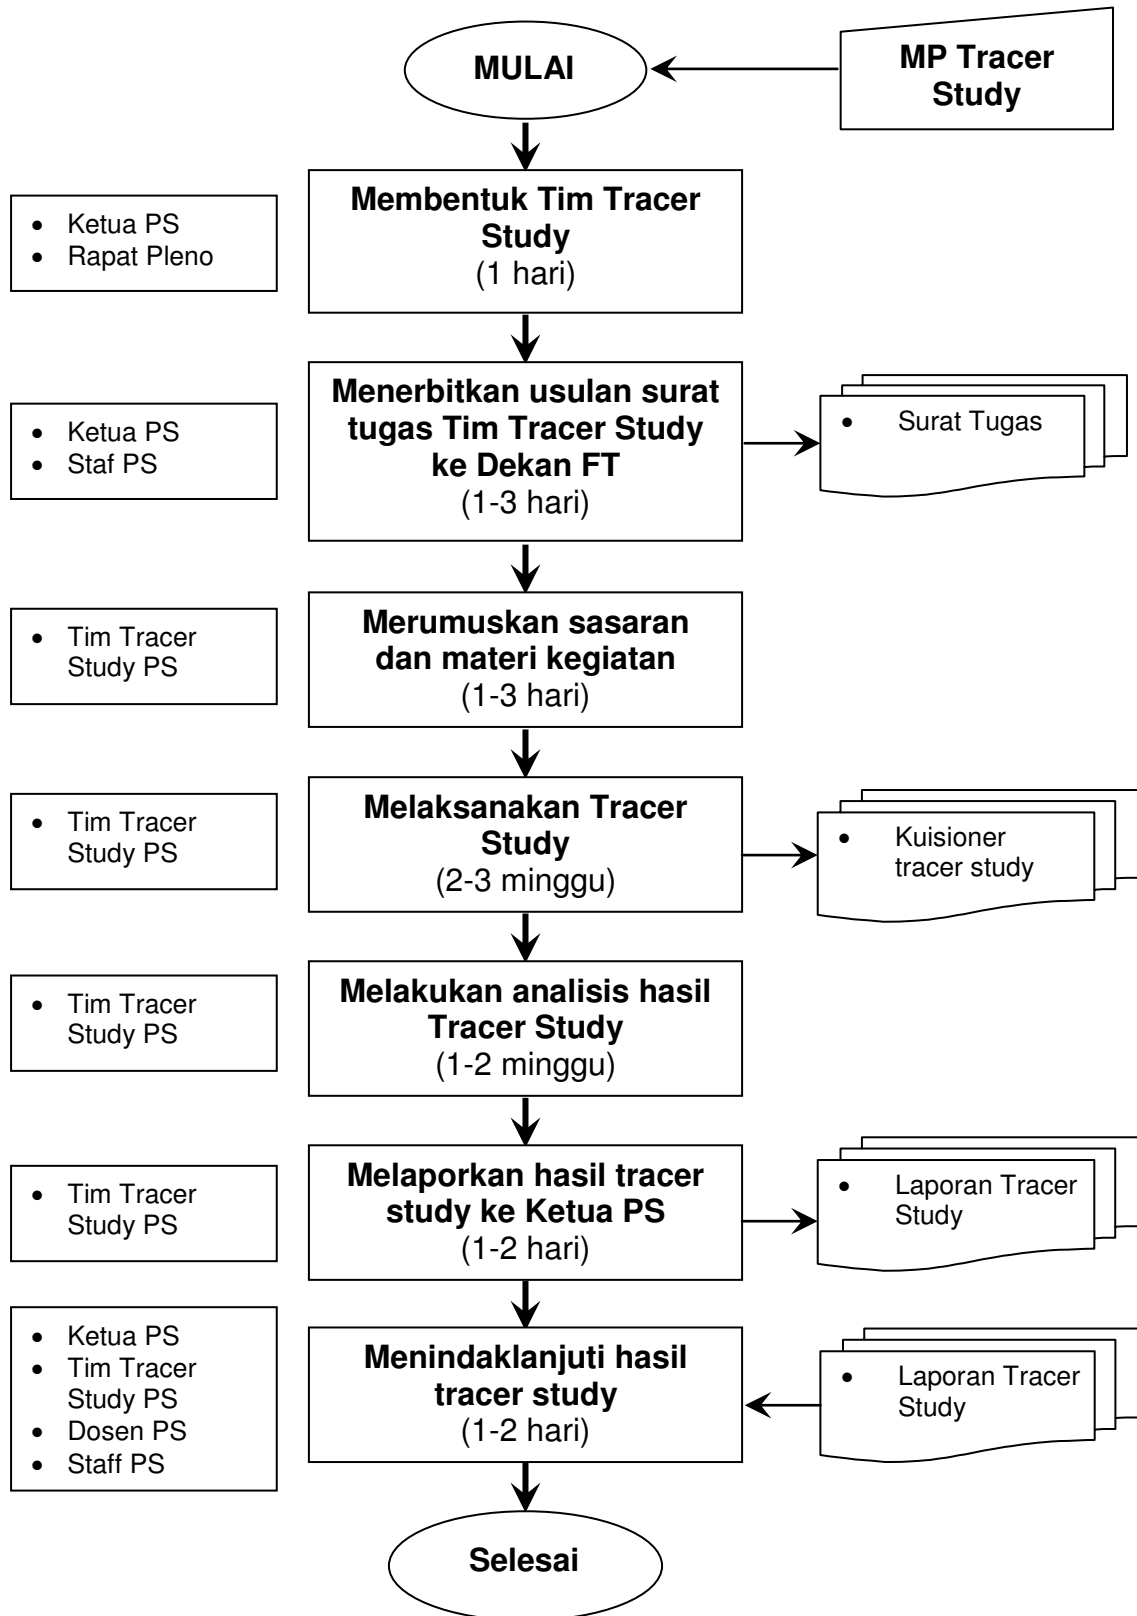 MULAI
MP Tracer
Study
• Ketua PS
• Rapat Pleno
Membentuk Tim Tracer
Study
(1 hari)
• Ketua PS
• Staf PS
Menerbitkan usulan surat
tugas Tim Tracer Study
ke Dekan FT
(1-3 hari)
• Surat Tugas
• Tim Tracer
Study PS
Merumuskan sasaran
dan materi kegiatan
(1-3 hari)
• Tim Tracer
Study PS
Melaksanakan Tracer
Study
(2-3 minggu)
• Kuisioner
tracer study
• Tim Tracer
Study PS
Melakukan analisis hasil
Tracer Study
(1-2 minggu)
• Tim Tracer
Study PS
Melaporkan hasil tracer
study ke Ketua PS
(1-2 hari)
• Laporan Tracer
Study
• Ketua PS
• Tim Tracer
Study PS
• Dosen PS
• Staff PS
Menindaklanjuti hasil
tracer study
(1-2 hari)
• Laporan Tracer
Study
Selesai